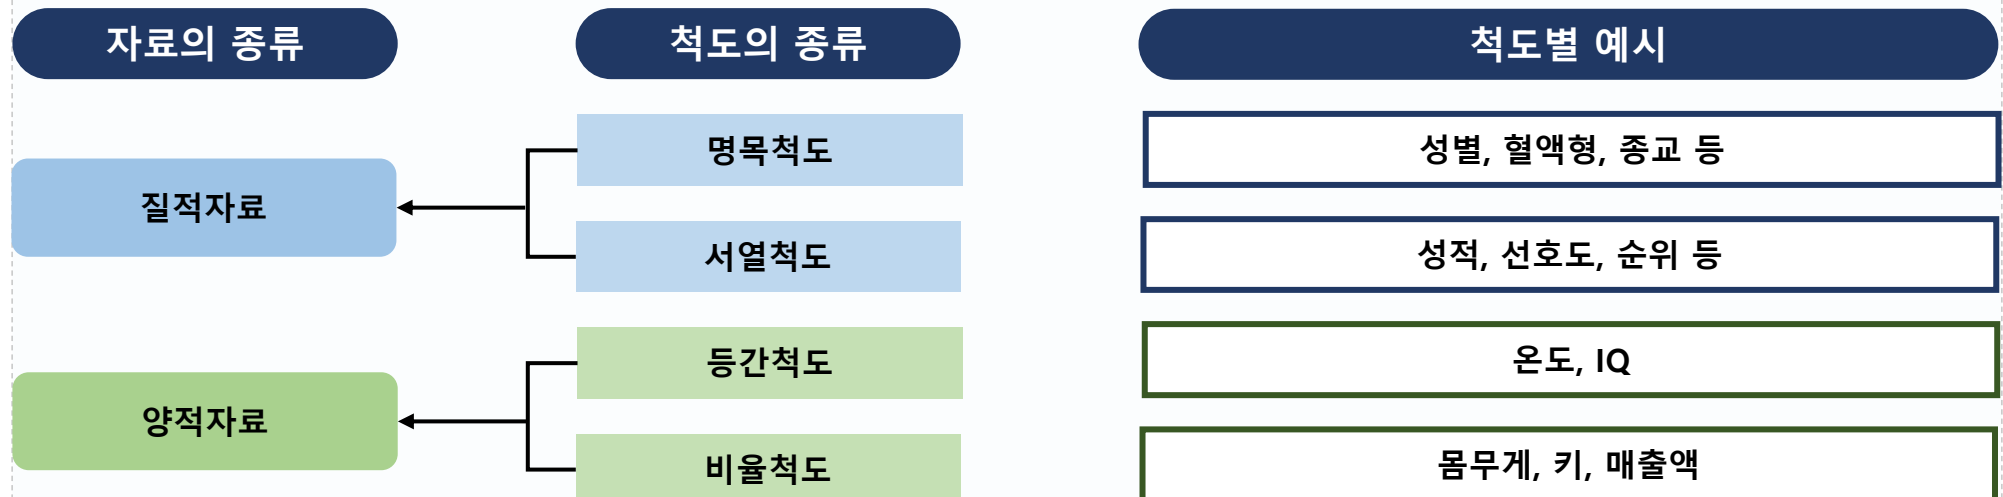 자료의 종류
척도의 종류
척도별 예시
질적자료
명목척도
성별, 혈액형, 종교 등
서열척도
성적, 선호도, 순위 등
양적자료
등간척도
온도, IQ
비율척도
몸무게, 키, 매출액